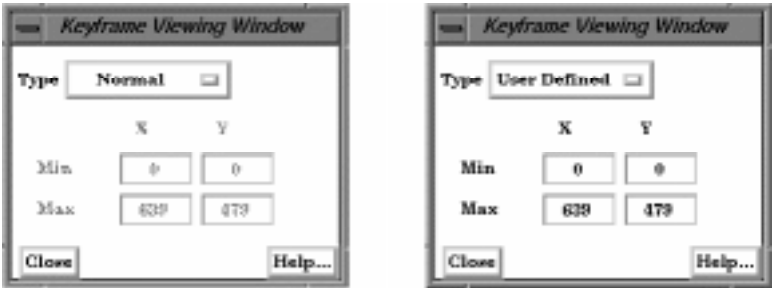 Keyframe Viewing Window
Type Normal
X Y
Min 0 0
Max 639 479
Close Help...
Keyframe Viewing Window
Type User Defined
X Y
Min 0 0
Max 639 479
Close Help...